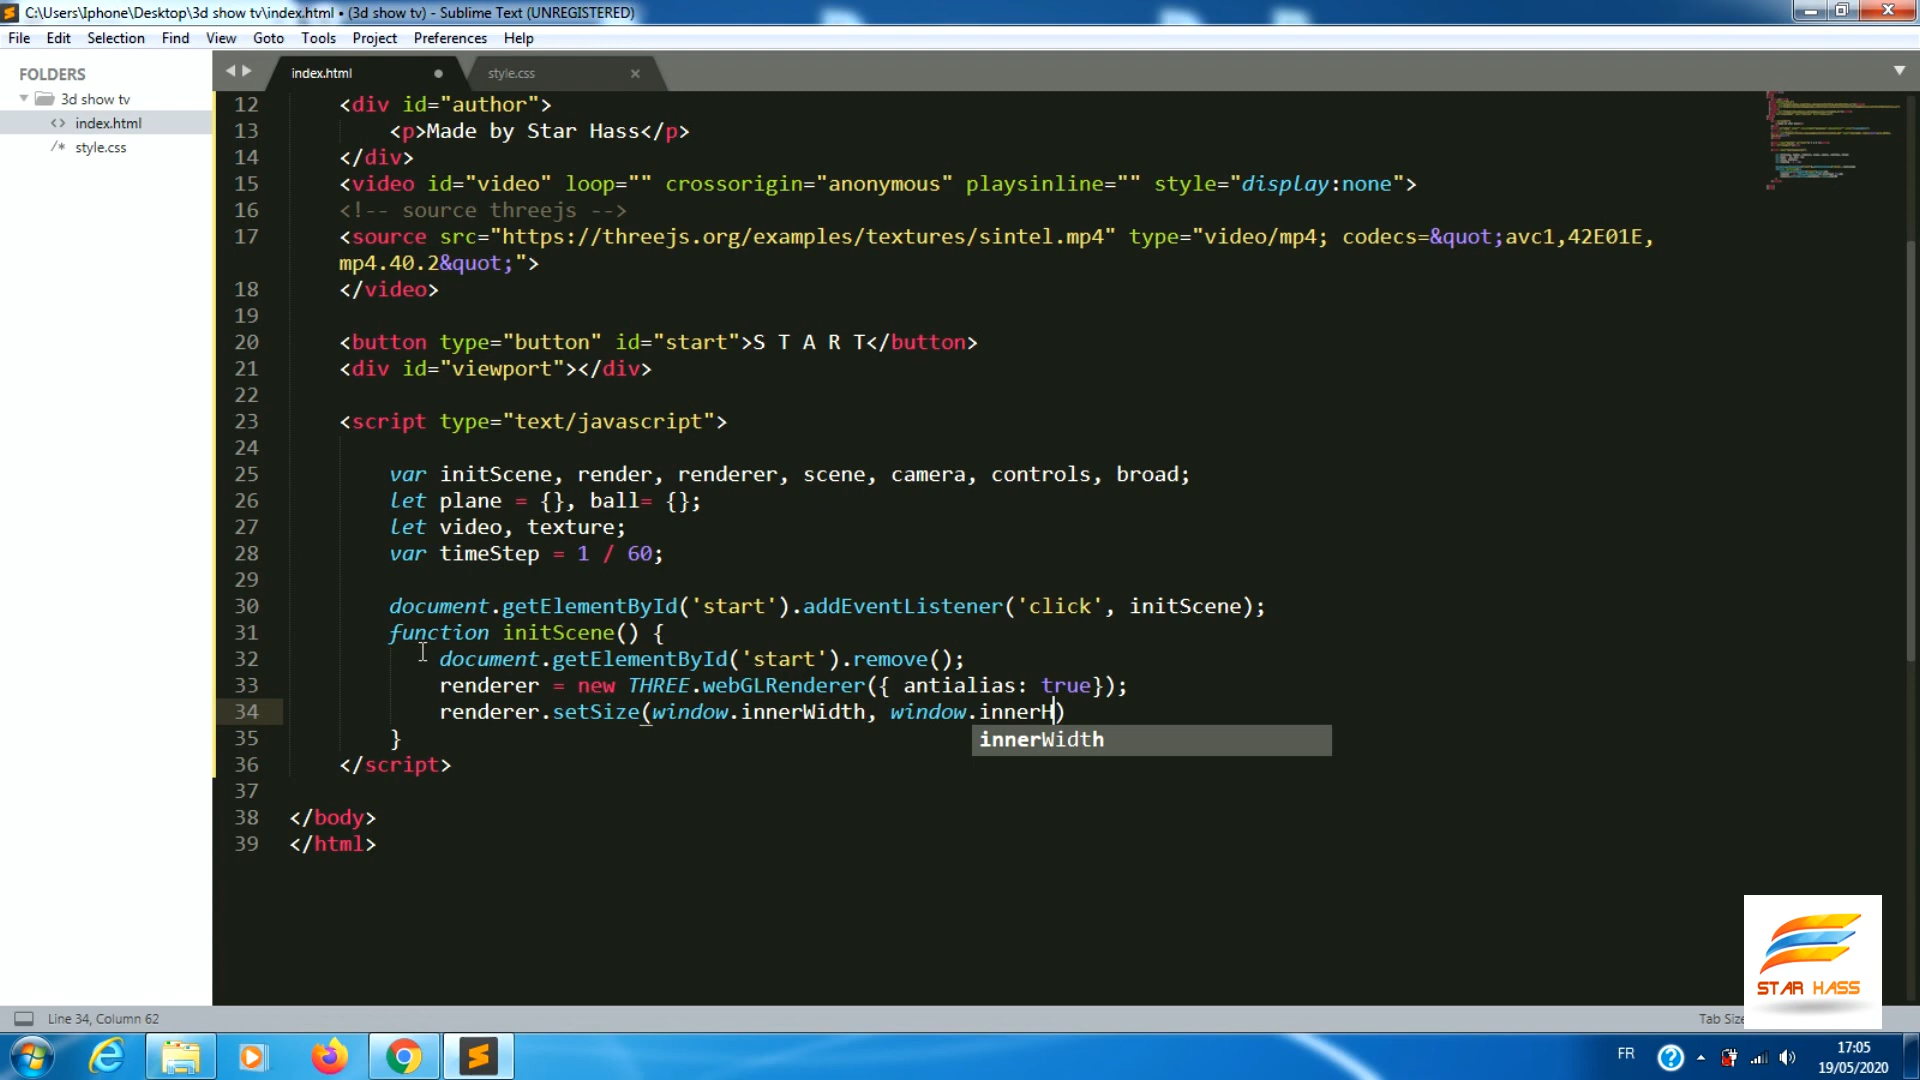 C:\Users\Iphone\Desktop\3d show tv\index.html • (3d show tv) - Sublime Text (UNREGISTERED)
File Edit Selection Find View Goto Tools Project Preferences Help
FOLDERS
3d show tv
<> index.html
/* style.css
index.html
style.css ×
12 <div id="author">
13 <p>Made by Star Hass</p>
14 </div>
15 <video id="video" loop="" crossorigin="anonymous" playsinline="" style="display:none">
16 <!-- source threejs -->
17 <source src="https://threejs.org/examples/textures/sintel.mp4" type="video/mp4; codecs=&quot;avc1,42E01E,
mp4.40.2&quot;">
18 </video>
19
20 <button type="button" id="start">S T A R T</button>
21 <div id="viewport"></div>
22
23 <script type="text/javascript">
24
25 var initScene, render, renderer, scene, camera, controls, broad;
26 let plane = {}, ball= {};
27 let video, texture;
28 var timeStep = 1 / 60;
29
30 document.getElementById('start').addEventListener('click', initScene);
31 function initScene() {
32 document.getElementById('start').remove();
33 renderer = new THREE.webGLRenderer({ antialias: true});
34 renderer.setSize(window.innerWidth, window.innerH)
innerWidth
35 }
36 </script>
37
38 </body>
39 </html>
STAR HASS
Line 34, Column 62
Tab Size
FR
17:05
19/05/2020